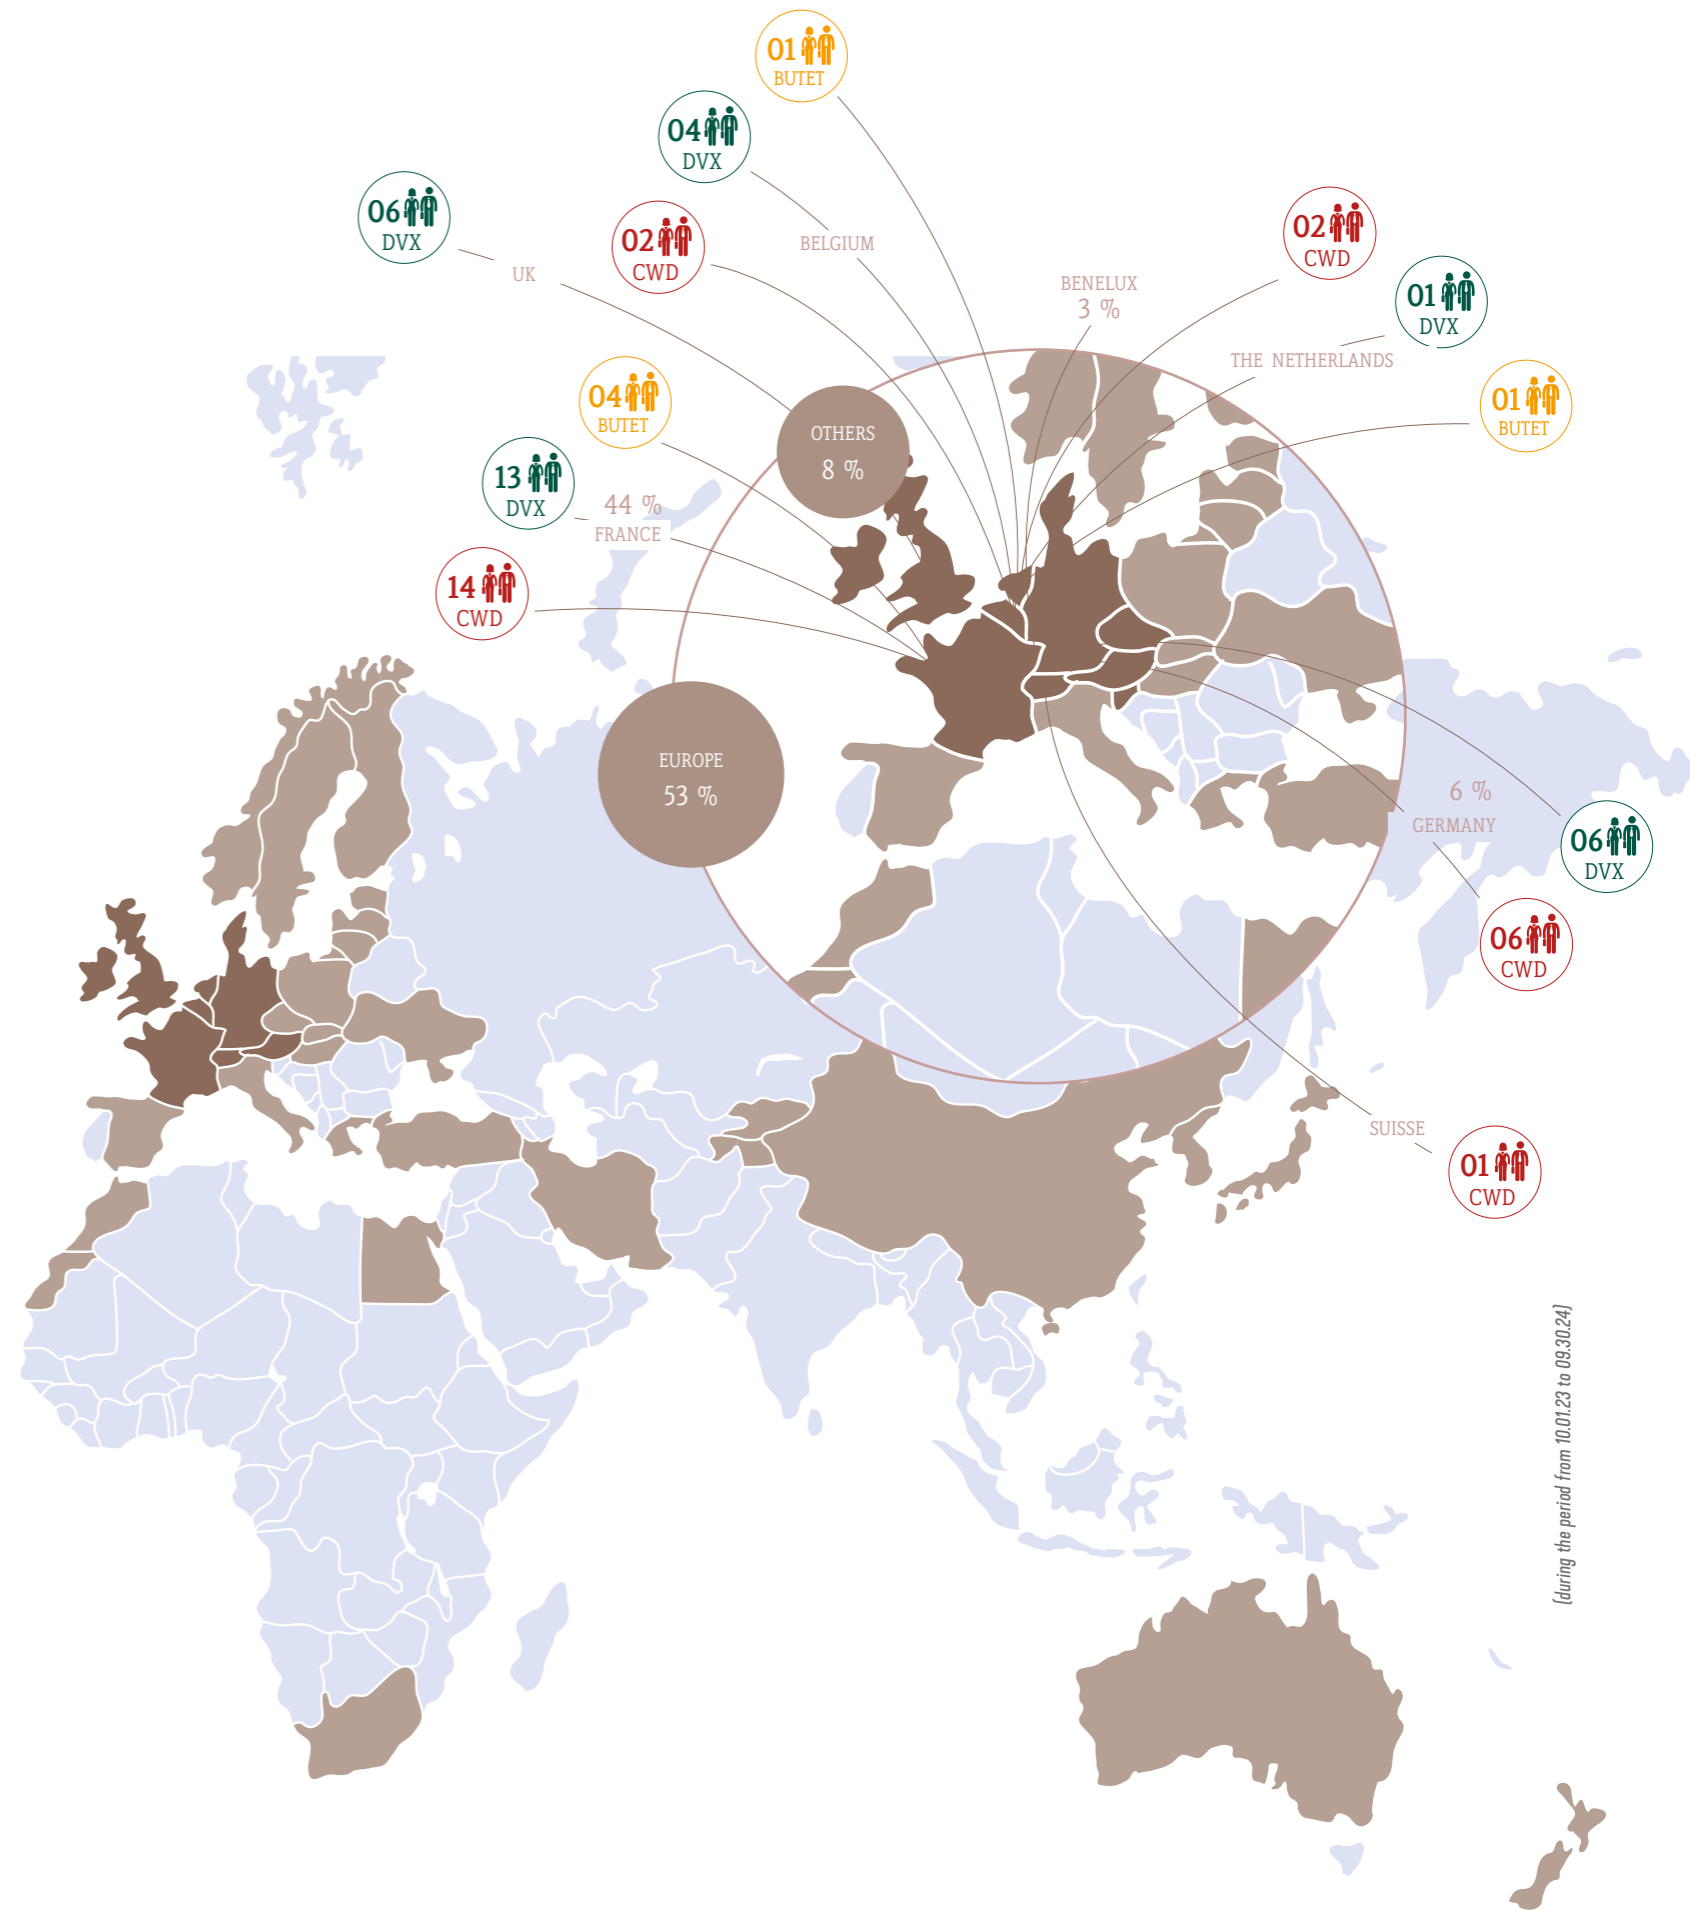 01
BUTET
04
DVX
06
DVX
02
CWD
02
CWD
BELGIUM
UK
BENELUX
3 %
01
DVX
THE NETHERLANDS
04
BUTET
01
BUTET
OTHERS
8 %
13
DVX
44 %
FRANCE
14
CWD
EUROPE
53 %
6 %
GERMANY
06
DVX
06
CWD
SUISSE
01
CWD
(during the period from 10.01.23 to 09.30.24)